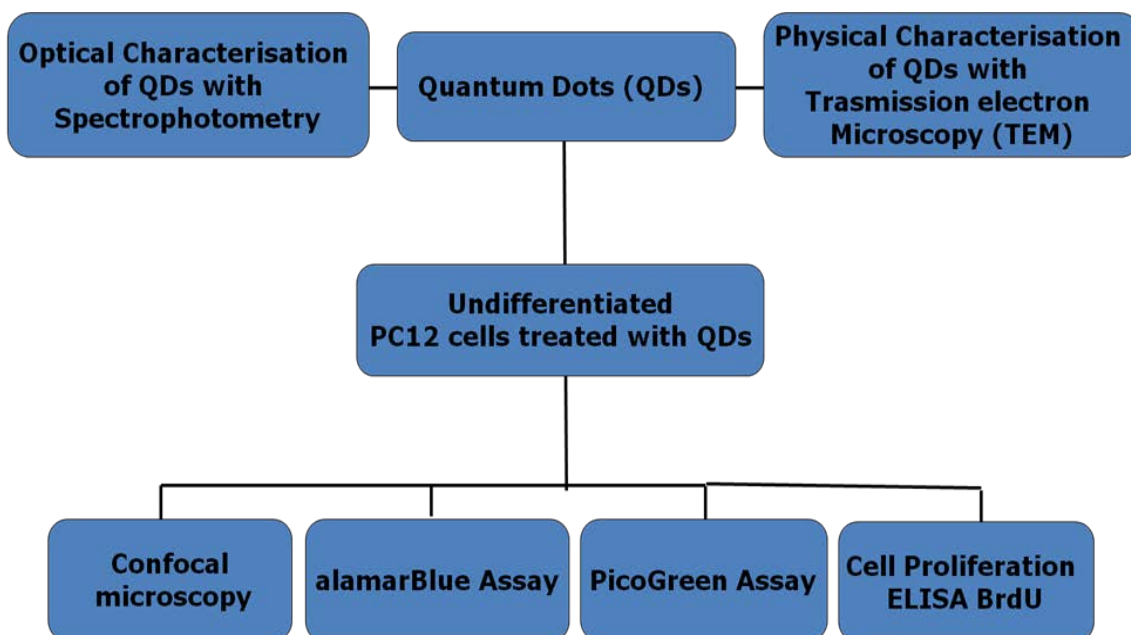 Optical Characterisation
of QDs with
Spectrophotometry
Quantum Dots (QDs)
Physical Characterisation
of QDs with
Trasmission electron
Microscopy (TEM)
Undifferentiated
PC12 cells treated with QDs
Confocal
microscopy
alamarBlue Assay
PicoGreen Assay
Cell Proliferation
ELISA BrdU